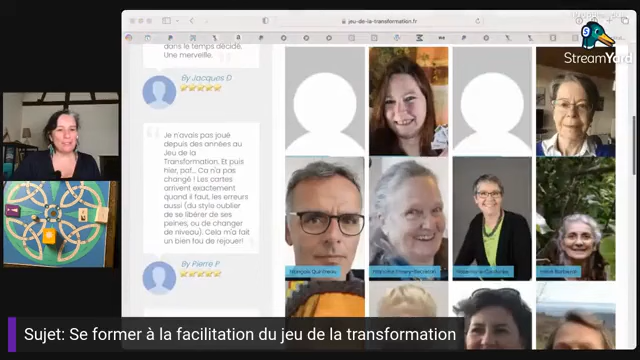 jeu-de-la-transformation.fr
StreamYard
dans le temps décidé.
Une merveille.
By Jacques D
Je n'avais pas joué
depuis des années au
Jeu de la
Transformation. Et puis
hier, paf... Ca n'a pas
changé ! Les cartes
arrivent exactement
quand il faut, les erreurs
aussi (du style oublier
de se libérer de ses
peines, ou de changer
de niveau). Cela m'a fait
un bien fou de rejouer!
By Pierre P
Sujet: Se former à la facilitation du jeu de la transformation